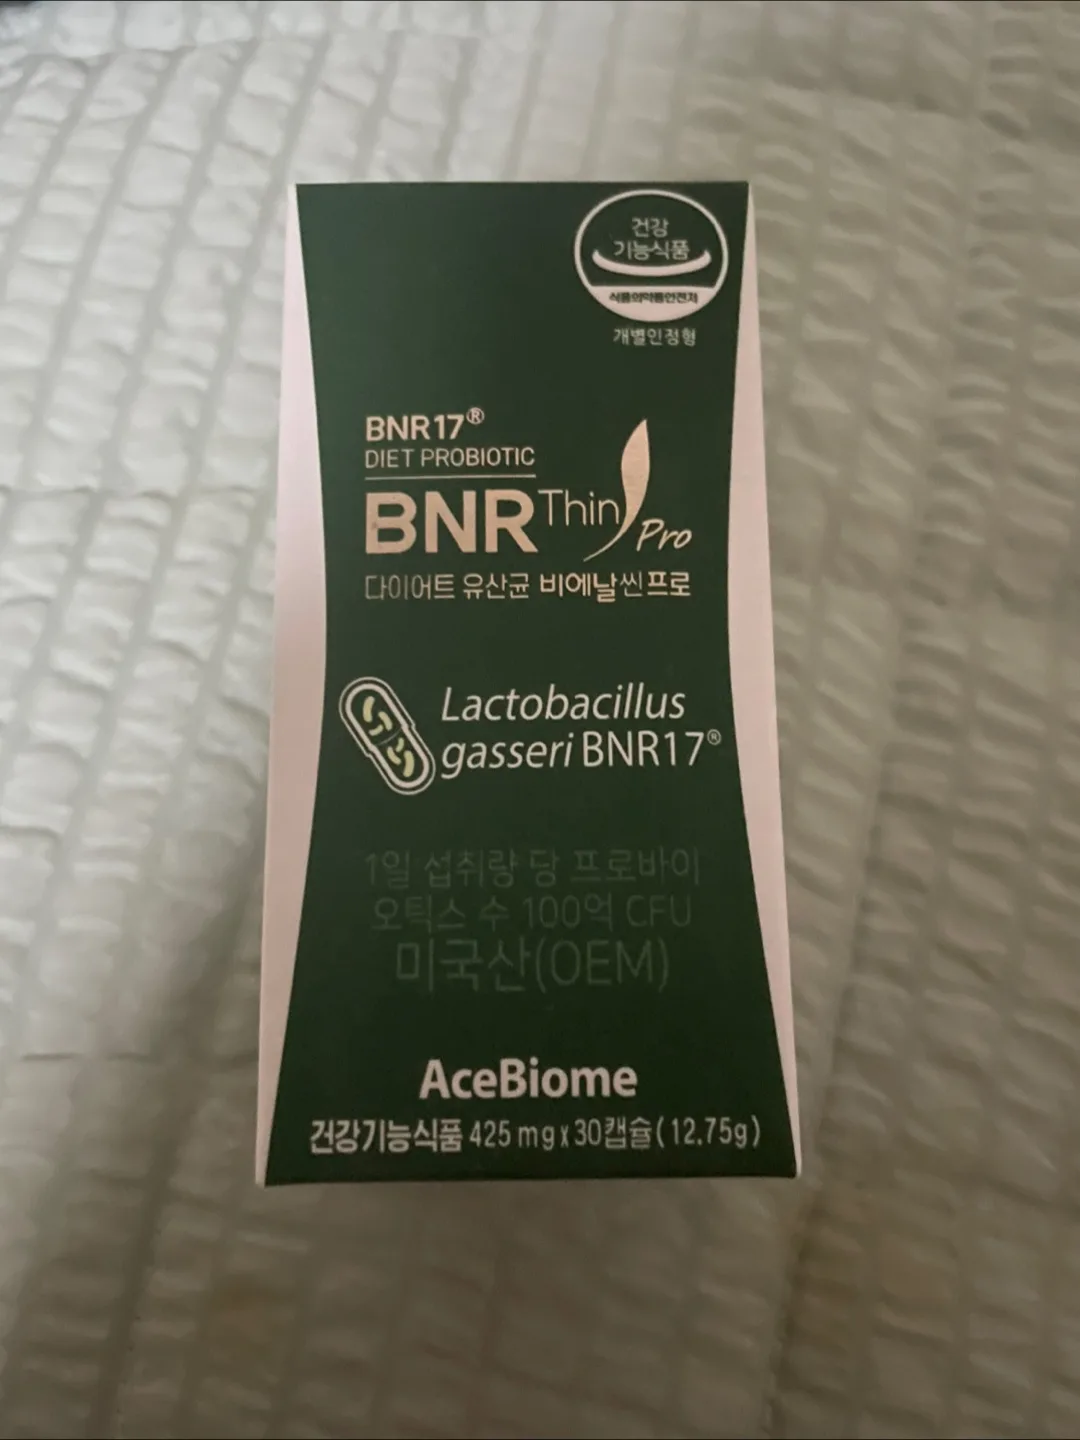 건강
기능식품
식품의약품안전처
개별인정형
BNR17®
DIET PROBIOTIC
BNR Thin Pro
다이어트 유산균 비에날씬 프로
Lactobacillus
gasseri BNR17®
1일 섭취량 당 프로바이
오틱스 수 100억 CFU
미국산(OEM)
AceBiome
건강기능식품 425 mg x 30캡슐 (12.75g)